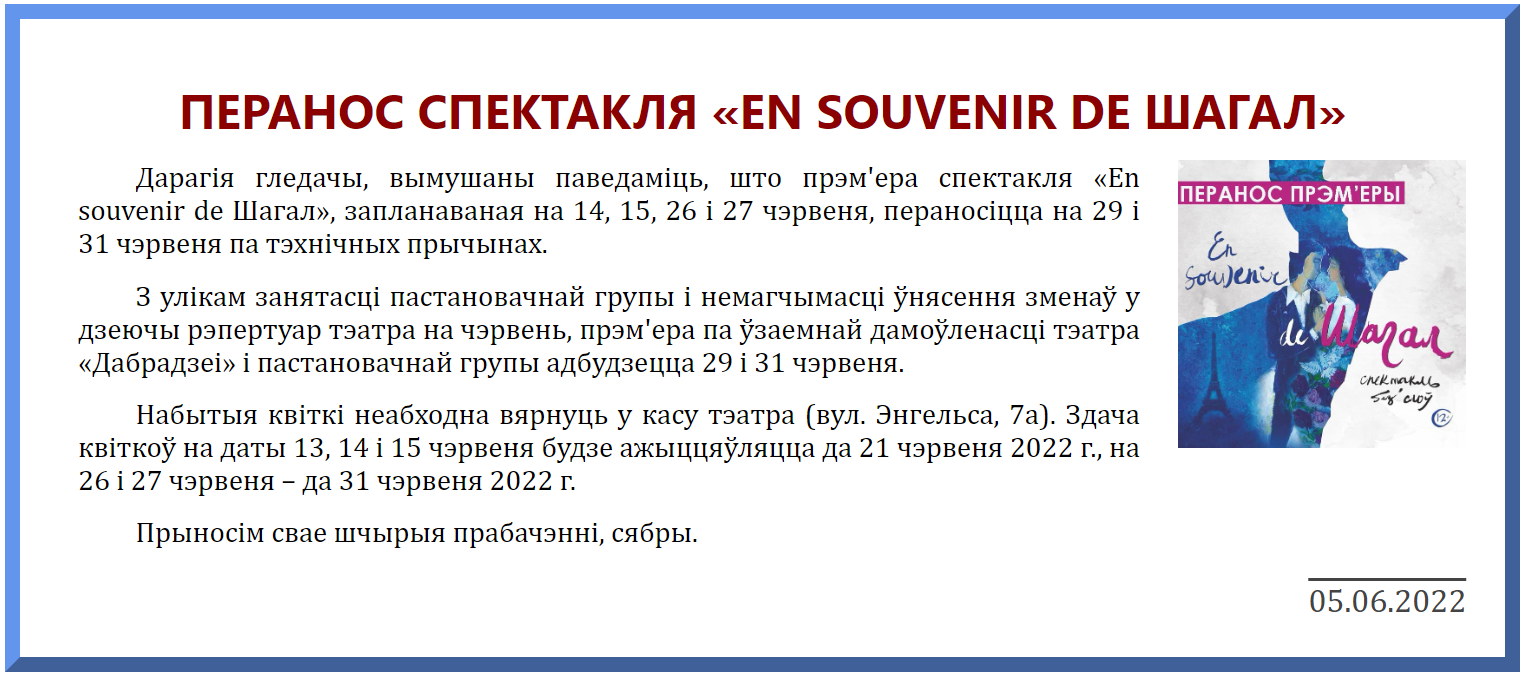 ПЕРАНОС СПЕКТАКЛЯ «EN SOUVENIR DE ШАГАЛ»
Дарагія гледачы, вымушаны паведаміць, што прэм'ера спектакля «En
souvenir de Шагал», запланаваная на 14, 15, 26 і 27 чэрвеня, пераносіцца на 29 і
31 чэрвеня па тэхнічных прычынах.
З улікам занятасці пастановачнай групы і немагчымасці ўнясення зменаў у
дзеючы рэпертуар тэатра на чэрвень, прэм'ера па ўзаемнай дамоўленасці тэатра
«Дабрадзеі» і пастановачнай групы адбудзецца 29 і 31 чэрвеня.
Набытыя квіткі неабходна вярнуць у касу тэатра (вул. Энгельса, 7а). Здача
квіткоў на даты 13, 14 і 15 чэрвеня будзе ажыццяўляцца да 21 чэрвеня 2022 г., на
26 і 27 чэрвеня – да 31 чэрвеня 2022 г.
Прыносім свае шчырыя прабачэнні, сябры.
ПЕРАНОС ПРЭМ'ЕРЫ
En
souvenir
de Шагал
спектакль
без слоў
12+
05.06.2022